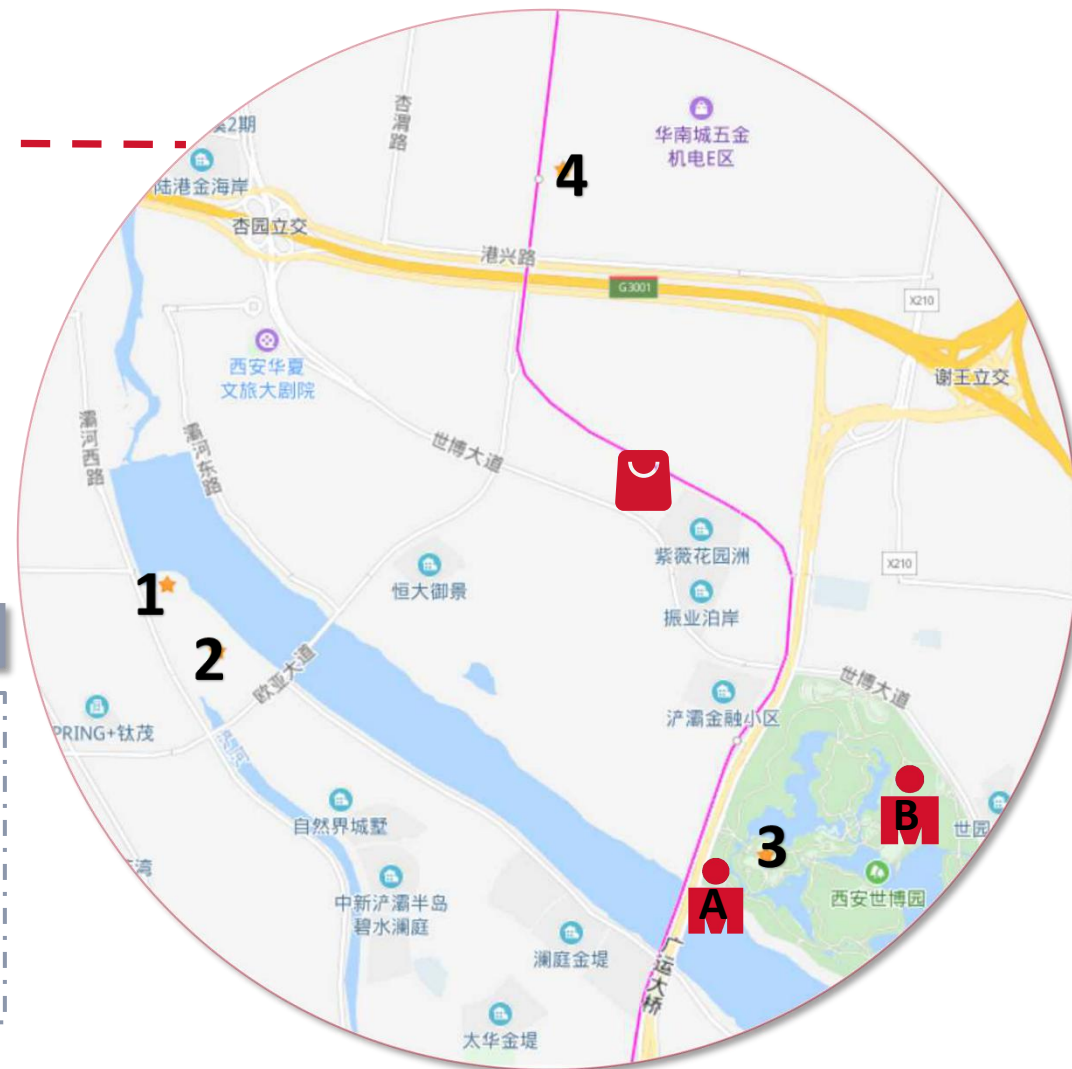 杏渭路
华南城五金
机电E区
2期
4
陆港金海岸
杏园立交
港兴路
G3001
X210
西安华夏
文旅大剧院
谢王立交
灞河西路
灞河东路
世博大道
紫薇花园洲
X210
恒大御景
1
振业泊岸
2
欧亚大道
世博大道
浐灞金融小区
PRING+钛茂
B
自然界城墅
世园
3
湾
西安世博园
A
中新浐灞半岛
碧水澜庭
澜庭金堤
广运大桥
太华金堤